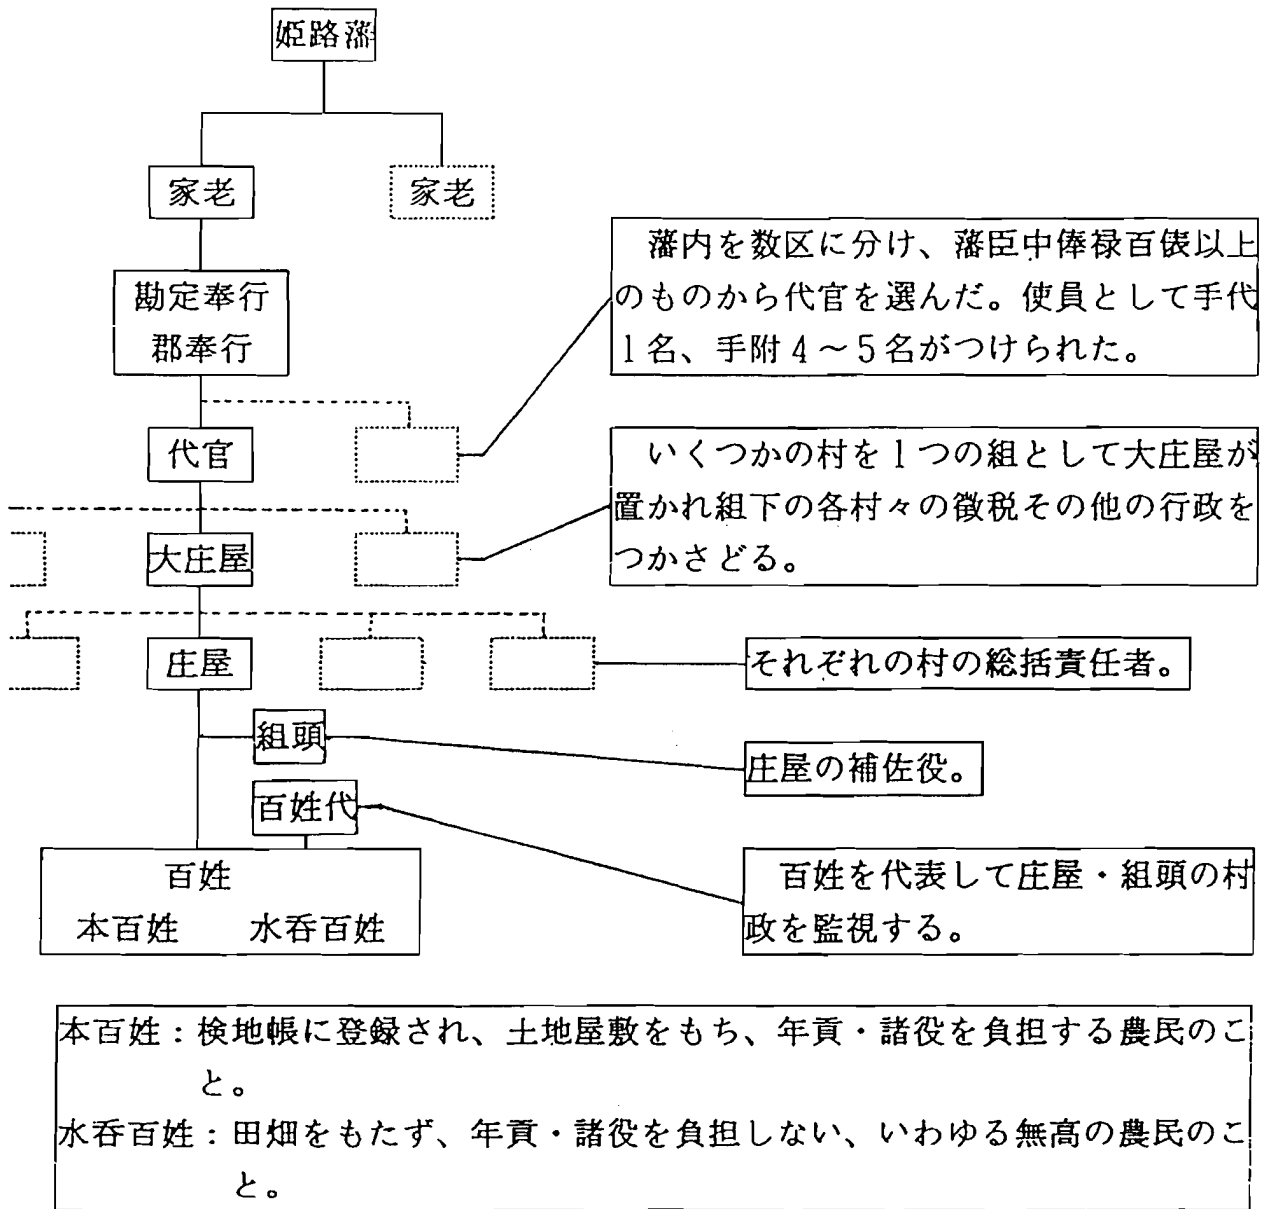 姫路藩
家老
家老
勘定奉行
郡奉行
藩内を数区に分け、藩臣中俸禄百俵以上
のものから代官を選んだ。使員として手代
1名、手附4～5名がつけられた。
代官
いくつかの村を1つの組として大庄屋が
置かれ組下の各村々の徴税その他の行政を
つかさどる。
大庄屋
庄屋
それぞれの村の総括責任者。
組頭
庄屋の補佐役。
百姓代
百姓を代表して庄屋・組頭の村
政を監視する。
百姓
本百姓 水呑百姓
本百姓：検地帳に登録され、土地屋敷をもち、年貢・諸役を負担する農民のこ
と。
水呑百姓：田畑をもたず、年貢・諸役を負担しない、いわゆる無高の農民のこ
と。